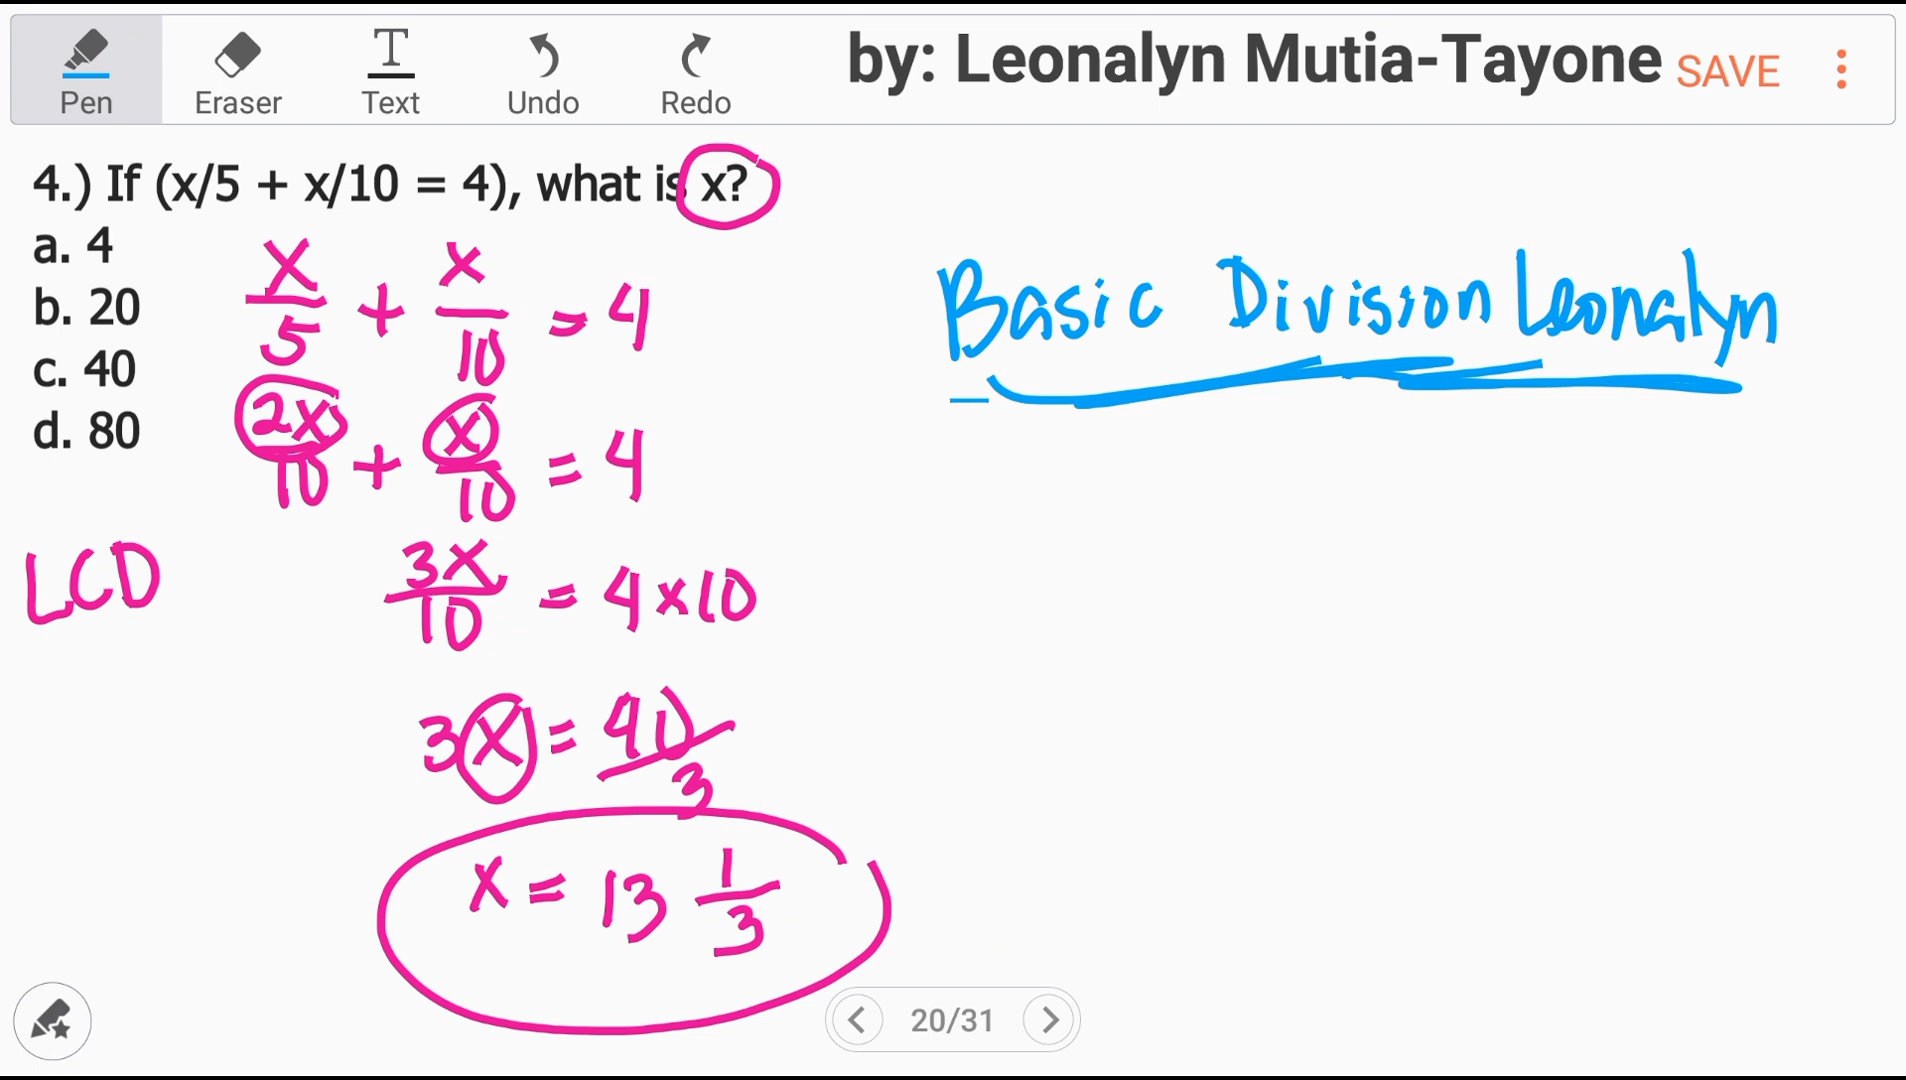 Pen Eraser Text Undo Redo by: Leonalyn Mutia-Tayone SAVE
4.) If (x/5 + x/10 = 4), what is x?
a. 4
b. 20
c. 40
d. 80
x/5 + x/10 = 4
2x/10 + x/10 = 4
LCD
3x/10 = 4 x 10
3x = 40/3
x = 13 1/3
Basic Division Leonalyn
20/31